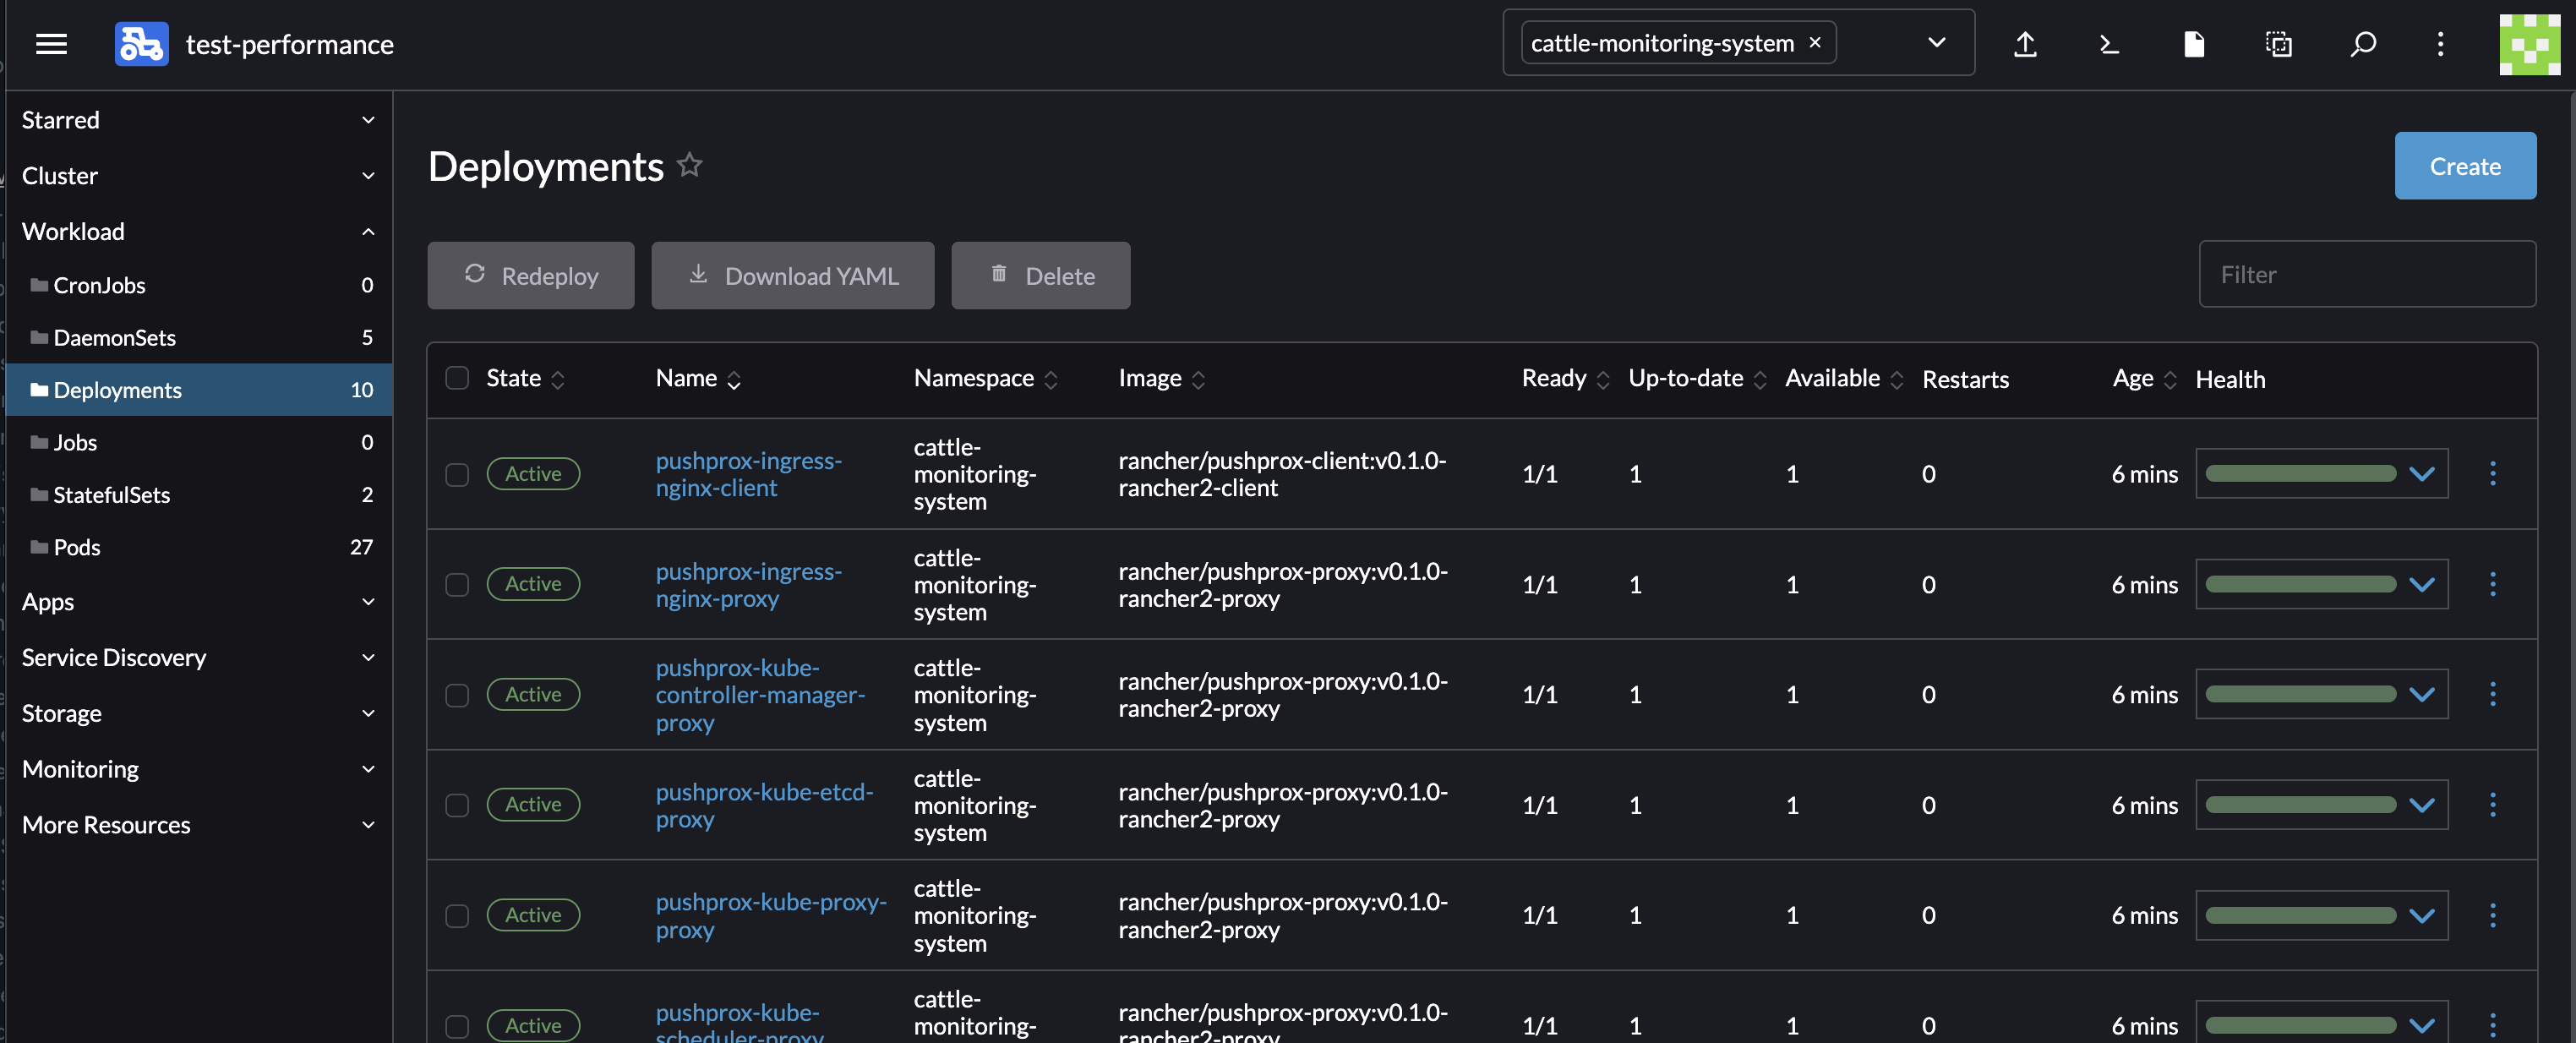 test-performance
cattle-monitoring-system ×
Starred
Cluster
Workload
CronJobs 0
DaemonSets 5
Deployments 10
Jobs 0
StatefulSets 2
Pods 27
Apps
Service Discovery
Storage
Monitoring
More Resources
Deployments
Create
Redeploy
Download YAML
Delete
Filter
State Name Namespace Image Ready Up-to-date Available Restarts Age Health
Active
pushprox-ingress-
nginx-client
cattle-
monitoring-
system
rancher/pushprox-client:v0.1.0-
rancher2-client
1/1 1 1 0 6 mins
Active
pushprox-ingress-
nginx-proxy
cattle-
monitoring-
system
rancher/pushprox-proxy:v0.1.0-
rancher2-proxy
1/1 1 1 0 6 mins
Active
pushprox-kube-
controller-manager-
proxy
cattle-
monitoring-
system
rancher/pushprox-proxy:v0.1.0-
rancher2-proxy
1/1 1 1 0 6 mins
Active
pushprox-kube-etcd-
proxy
cattle-
monitoring-
system
rancher/pushprox-proxy:v0.1.0-
rancher2-proxy
1/1 1 1 0 6 mins
Active
pushprox-kube-proxy-
proxy
cattle-
monitoring-
system
rancher/pushprox-proxy:v0.1.0-
rancher2-proxy
1/1 1 1 0 6 mins
Active
pushprox-kube-
scheduler-proxy
cattle-
monitoring-
rancher/pushprox-proxy:v0.1.0-
rancher2-proxy
1/1 1 1 0 6 mins